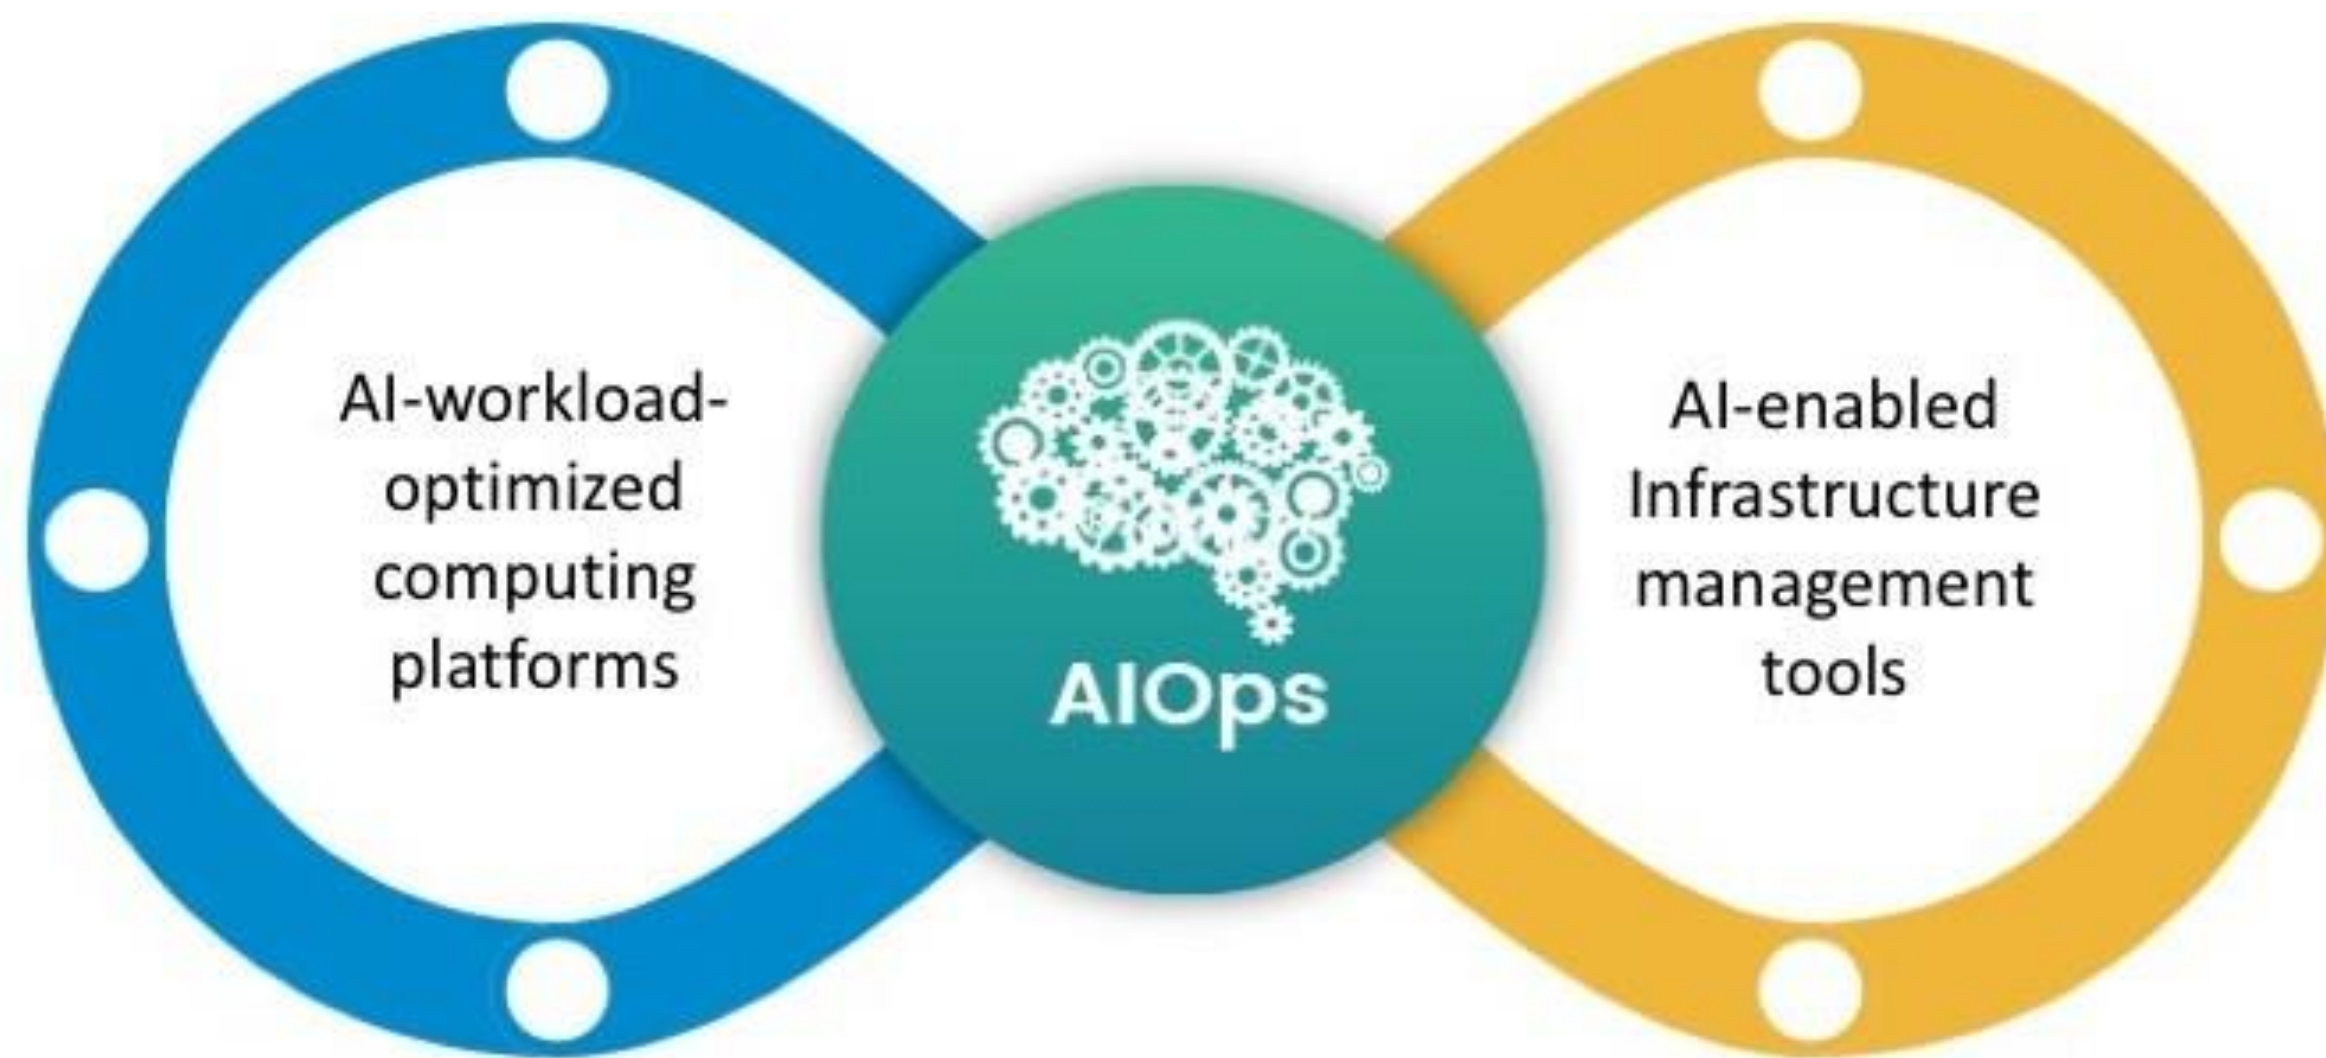 AI-workload-
optimized
computing
platforms
AIOps
AI-enabled
Infrastructure
management
tools